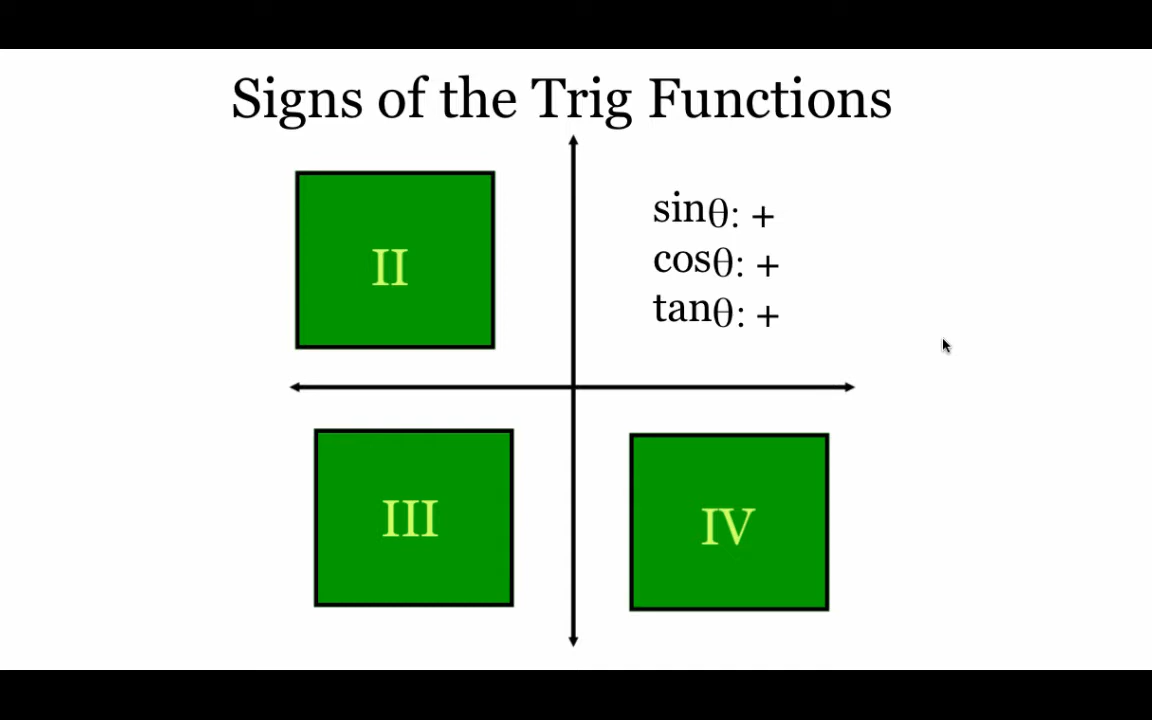 Signs of the Trig Functions
II
sinθ: +
cosθ: +
tanθ: +
III
IV